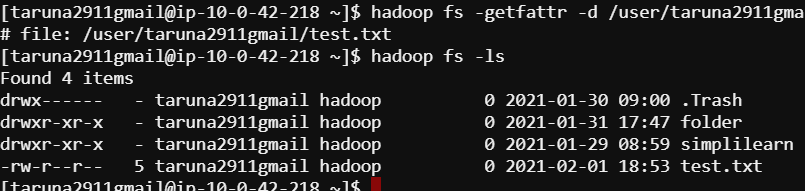 [taruna2911gmail@ip-10-0-42-218 ~]$ hadoop fs -getfattr -d /user/taruna2911gma
# file: /user/taruna2911gmail/test.txt
[taruna2911gmail@ip-10-0-42-218 ~]$ hadoop fs -ls
Found 4 items
drwx------   - taruna2911gmail hadoop          0 2021-01-30 09:00 .Trash
drwxr-xr-x   - taruna2911gmail hadoop          0 2021-01-31 17:47 folder
drwxr-xr-x   - taruna2911gmail hadoop          0 2021-01-29 08:59 simplilearn
-rw-r--r--   5 taruna2911gmail hadoop          0 2021-02-01 18:53 test.txt
[taruna2911gmail@ip-10-0-42-218 ~]$